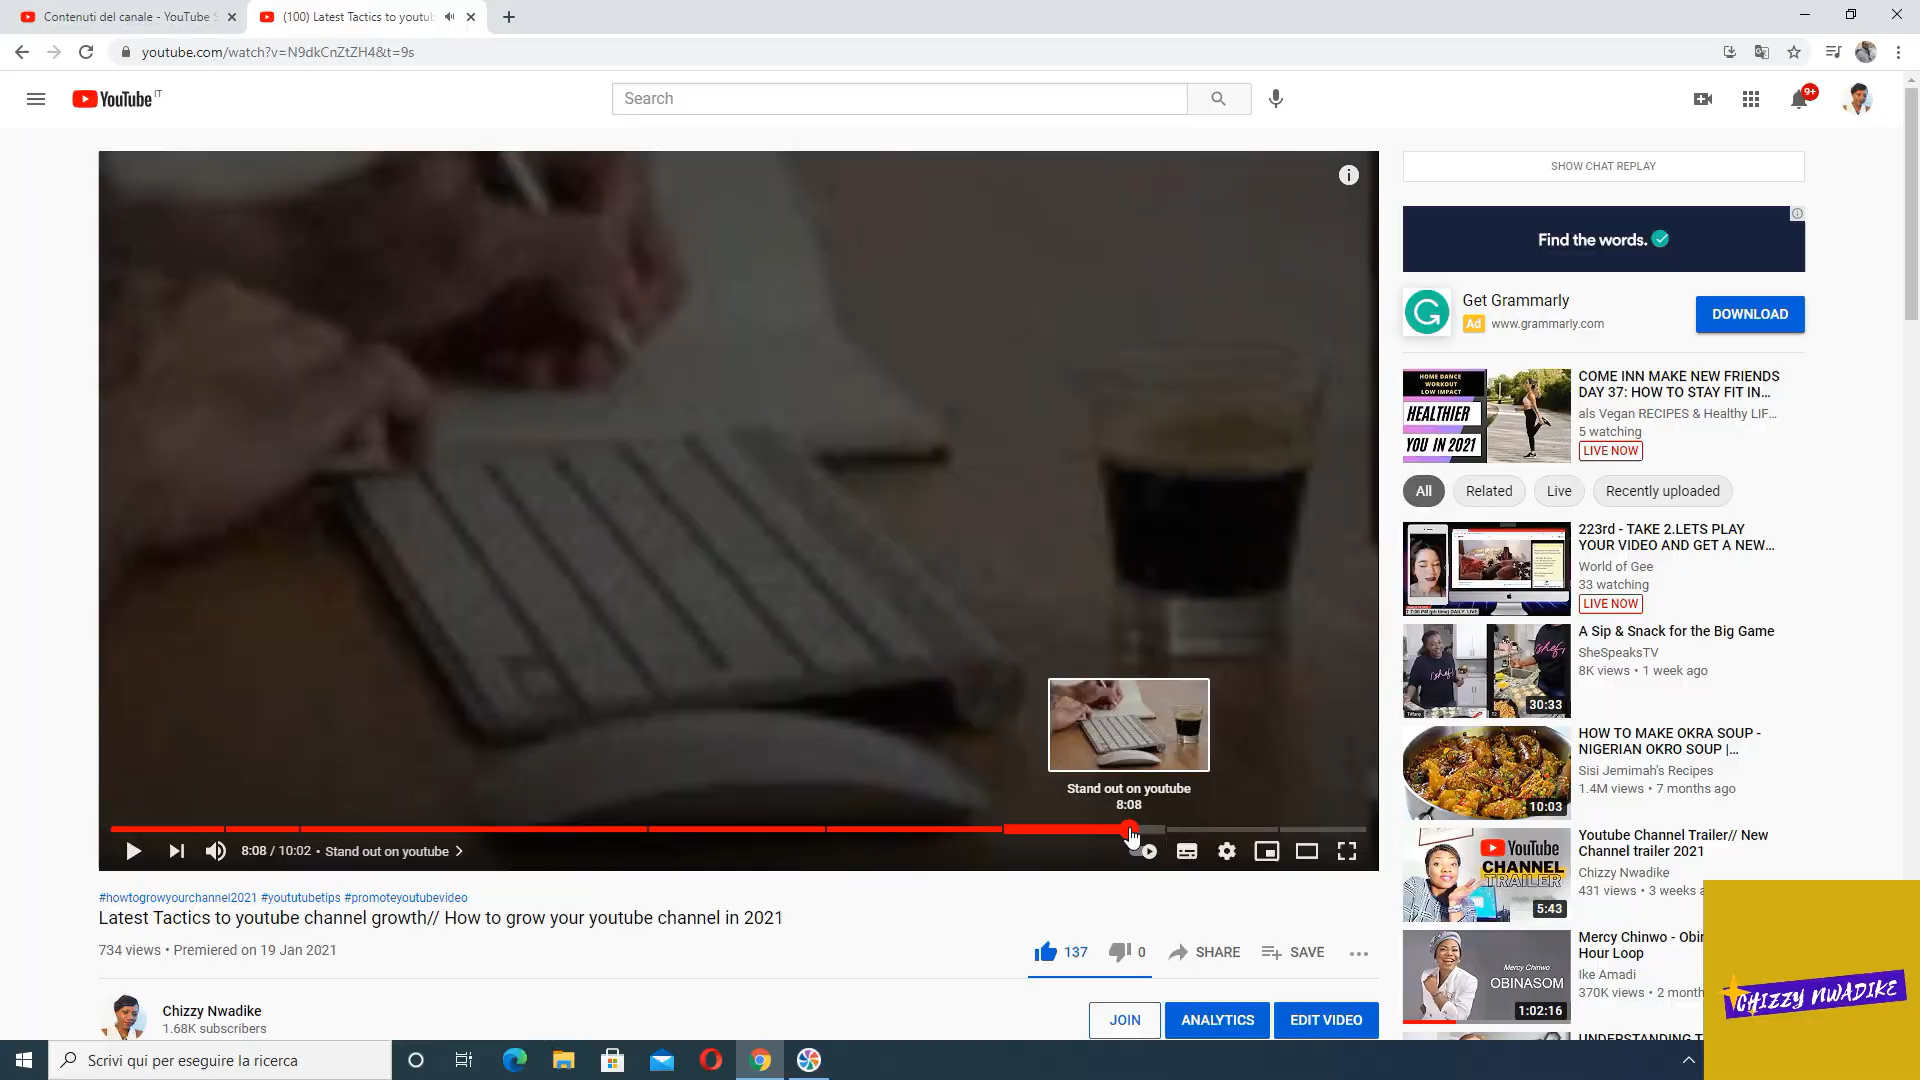 Contenuti del canale - YouTube S
(100) Latest Tactics to youtub
youtube.com/watch?v=N9dkCnZtZH4&t=9s
YouTube IT
Search
9+
SHOW CHAT REPLAY
Find the words.
Get Grammarly
Ad www.grammarly.com
DOWNLOAD
HOME DANCE
WORKOUT
LOW IMPACT
HEALTHIER
YOU IN 2021
COME INN MAKE NEW FRIENDS
DAY 37: HOW TO STAY FIT IN...
als Vegan RECIPES & Healthy LIF...
5 watching
LIVE NOW
All
Related
Live
Recently uploaded
223rd - TAKE 2.LETS PLAY
YOUR VIDEO AND GET A NEW...
World of Gee
33 watching
LIVE NOW
A Sip & Snack for the Big Game
SheSpeaksTV
8K views • 1 week ago
30:33
HOW TO MAKE OKRA SOUP -
NIGERIAN OKRO SOUP |...
Sisi Jemimah's Recipes
1.4M views • 7 months ago
10:03
YouTube
CHANNEL
TRAILER
5:43
Youtube Channel Trailer// New
Channel trailer 2021
Chizzy Nwadike
431 views • 3 weeks a
Mercy Chinwo
OBINASOM
1:02:16
Mercy Chinwo - Obin
Hour Loop
Ike Amadi
370K views • 2 month
UNDERSTANDING T
Stand out on youtube
8:08
8:08 / 10:02 • Stand out on youtube
#howtogrowyourchannel2021 #yoututubetips #promoteyoutubevideo
Latest Tactics to youtube channel growth// How to grow your youtube channel in 2021
734 views • Premiered on 19 Jan 2021
137
0
SHARE
SAVE
Chizzy Nwadike
1.68K subscribers
JOIN
ANALYTICS
EDIT VIDEO
CHIZZY NWADIKE
Scrivi qui per eseguire la ricerca